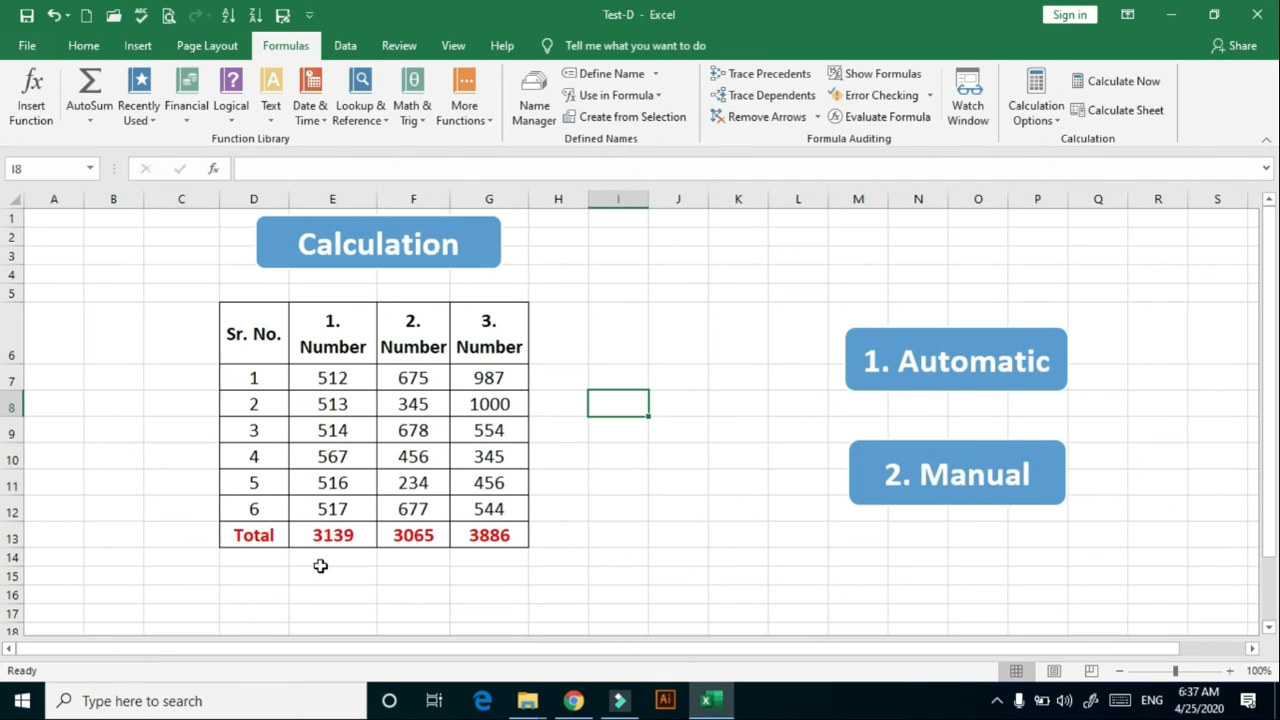 Test-D - Excel
Sign in
File Home Insert Page Layout Formulas Data Review View Help Tell me what you want to do Share
Insert Function
AutoSum
Recently Used
Financial
Logical
Text
Date & Time
Lookup & Reference
Math & Trig
More Functions
Function Library
Name Manager
Define Name
Use in Formula
Create from Selection
Defined Names
Trace Precedents
Trace Dependents
Remove Arrows
Show Formulas
Error Checking
Evaluate Formula
Formula Auditing
Watch Window
Calculation Options
Calculate Now
Calculate Sheet
Calculation
I8 fx
A B C D E F G H I J K L M N O P Q R S
1
2
3
4
5
6
7
8
9
10
11
12
13
14
15
16
17
18
Calculation
Sr. No. 1. Number 2. Number 3. Number
1 512 675 987
2 513 345 1000
3 514 678 554
4 567 456 345
5 516 234 456
6 517 677 544
Total 3139 3065 3886
1. Automatic
2. Manual
Ready
100%
Type here to search
Ai
ENG
6:37 AM
4/25/2020